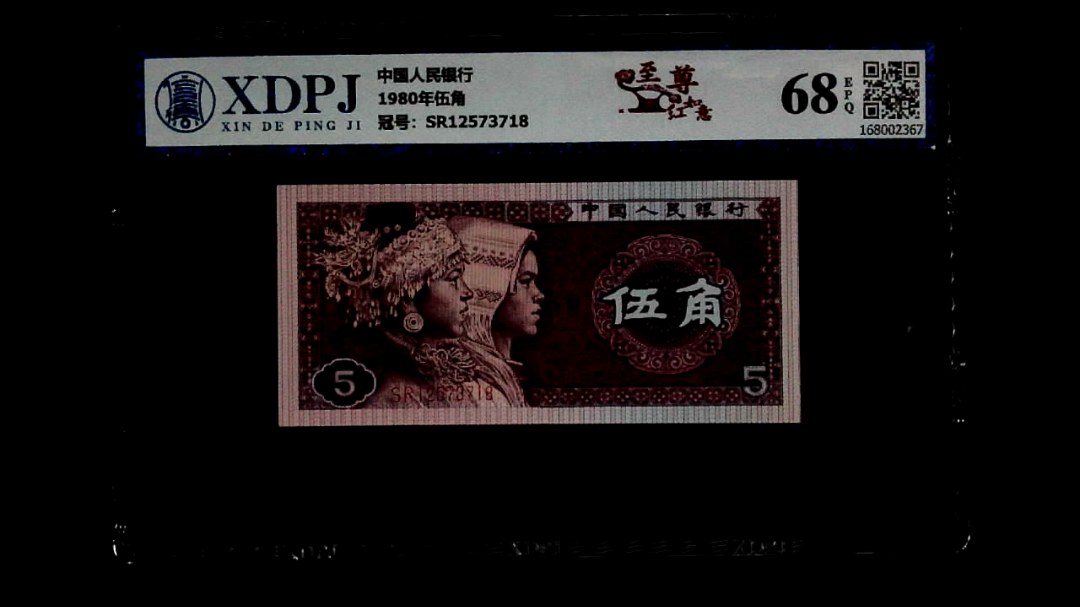 XDPJ
XIN DE PING JI
中国人民银行
1980年伍角
冠号：SR12573718
至尊
红如意
68
EPQ
168002367
中国人民银行
伍角
5
5
SR12573718